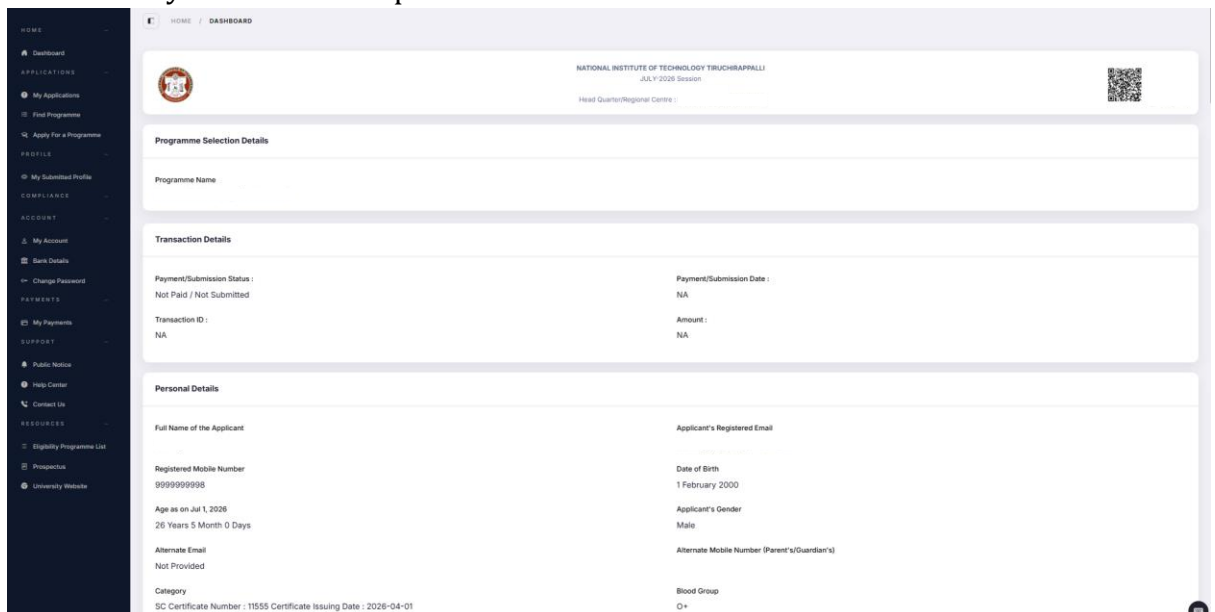 HOME
Dashboard
APPLICATIONS
My Applications
Find Programme
Apply For a Programme
PROFILE
My Submitted Profile
COMPLIANCE
ACCOUNT
My Account
Bank Details
Change Password
PAYMENTS
My Payments
SUPPORT
Public Notice
Help Center
Contact Us
RESOURCES
Eligibility Programme List
Prospectus
University Website
HOME / DASHBOARD
NATIONAL INSTITUTE OF TECHNOLOGY TIRUCHIRAPPALLI
JULY-2026 Session
Head Quarter/Regional Centre :
Programme Selection Details
Programme Name
Transaction Details
Payment/Submission Status :
Not Paid / Not Submitted
Payment/Submission Date :
NA
Transaction ID :
NA
Amount :
NA
Personal Details
Full Name of the Applicant
Applicant's Registered Email
Registered Mobile Number
9999999998
Date of Birth
1 February 2000
Age as on Jul 1, 2026
26 Years 5 Month 0 Days
Applicant's Gender
Male
Alternate Email
Not Provided
Alternate Mobile Number (Parent's/Guardian's)
Category
SC Certificate Number : 11555 Certificate Issuing Date : 2026-04-01
Blood Group
O+